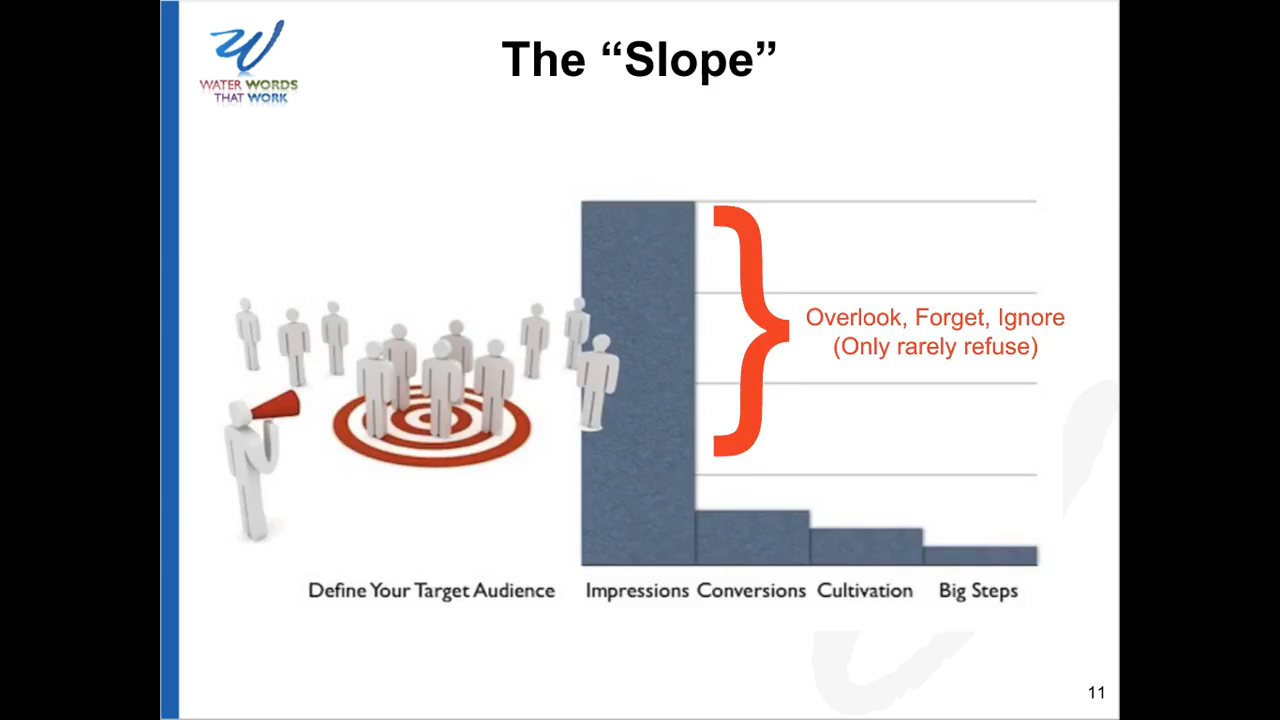 WATER WORDS
THAT WORK
The “Slope”
}
Overlook, Forget, Ignore
(Only rarely refuse)
Define Your Target Audience
Impressions
Conversions
Cultivation
Big Steps
11